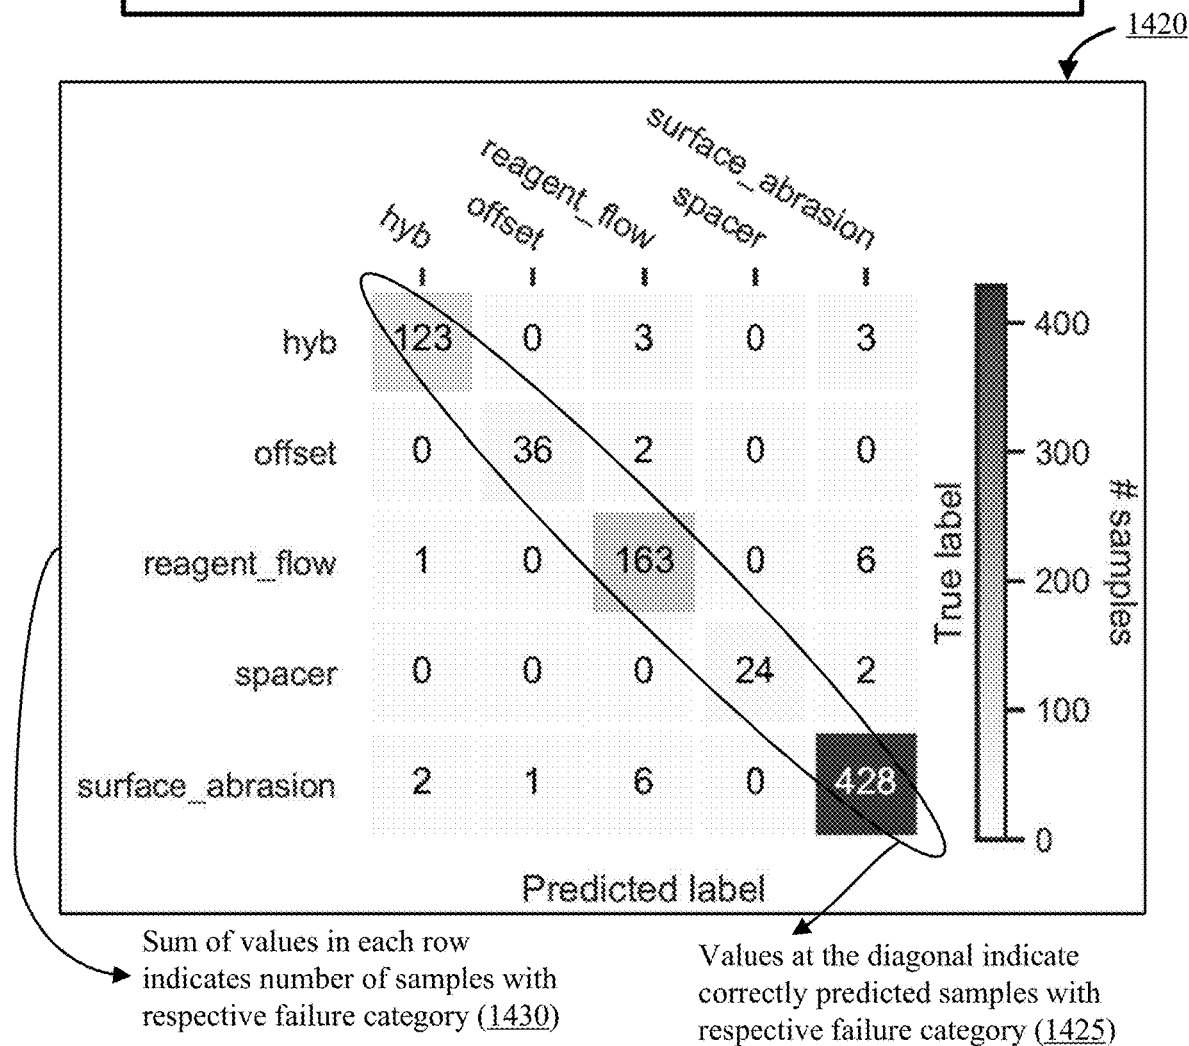 1420
surface_abrasion
reagent_flow
spacer
offset
hyb
hyb 123 0 3 0 3
offset 0 36 2 0 0
reagent_flow 1 0 163 0 6
spacer 0 0 0 24 2
surface_abrasion 2 1 6 0 428
Predicted label
True label
400
300
200
100
0
# samples
Sum of values in each row
indicates number of samples with
respective failure category (1430)
Values at the diagonal indicate
correctly predicted samples with
respective failure category (1425)